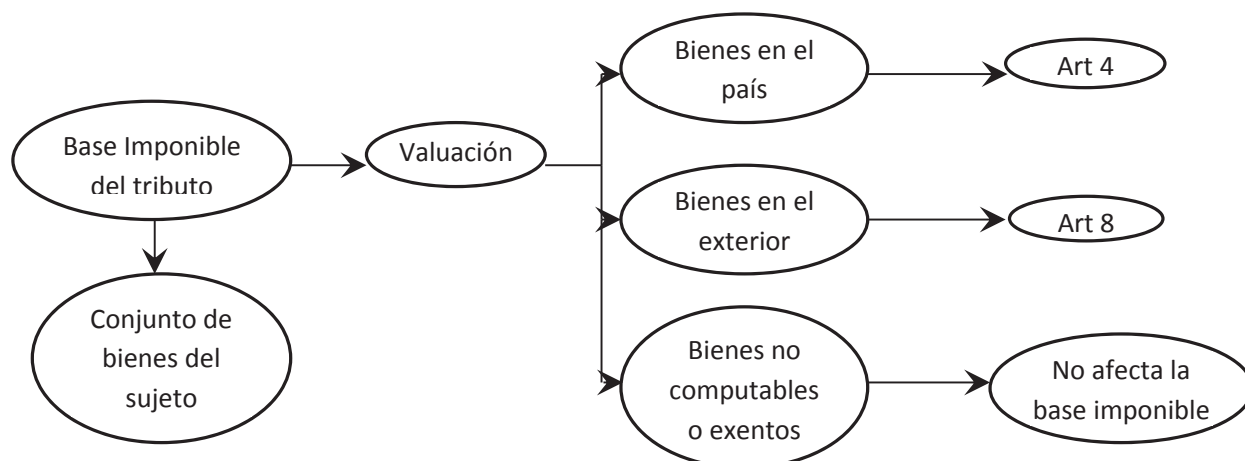 Base Imponible
del tributo
Conjunto de
bienes del
sujeto
Valuación
Bienes en el
país
Art 4
Bienes en el
exterior
Art 8
Bienes no
computables
o exentos
No afecta la
base imponible